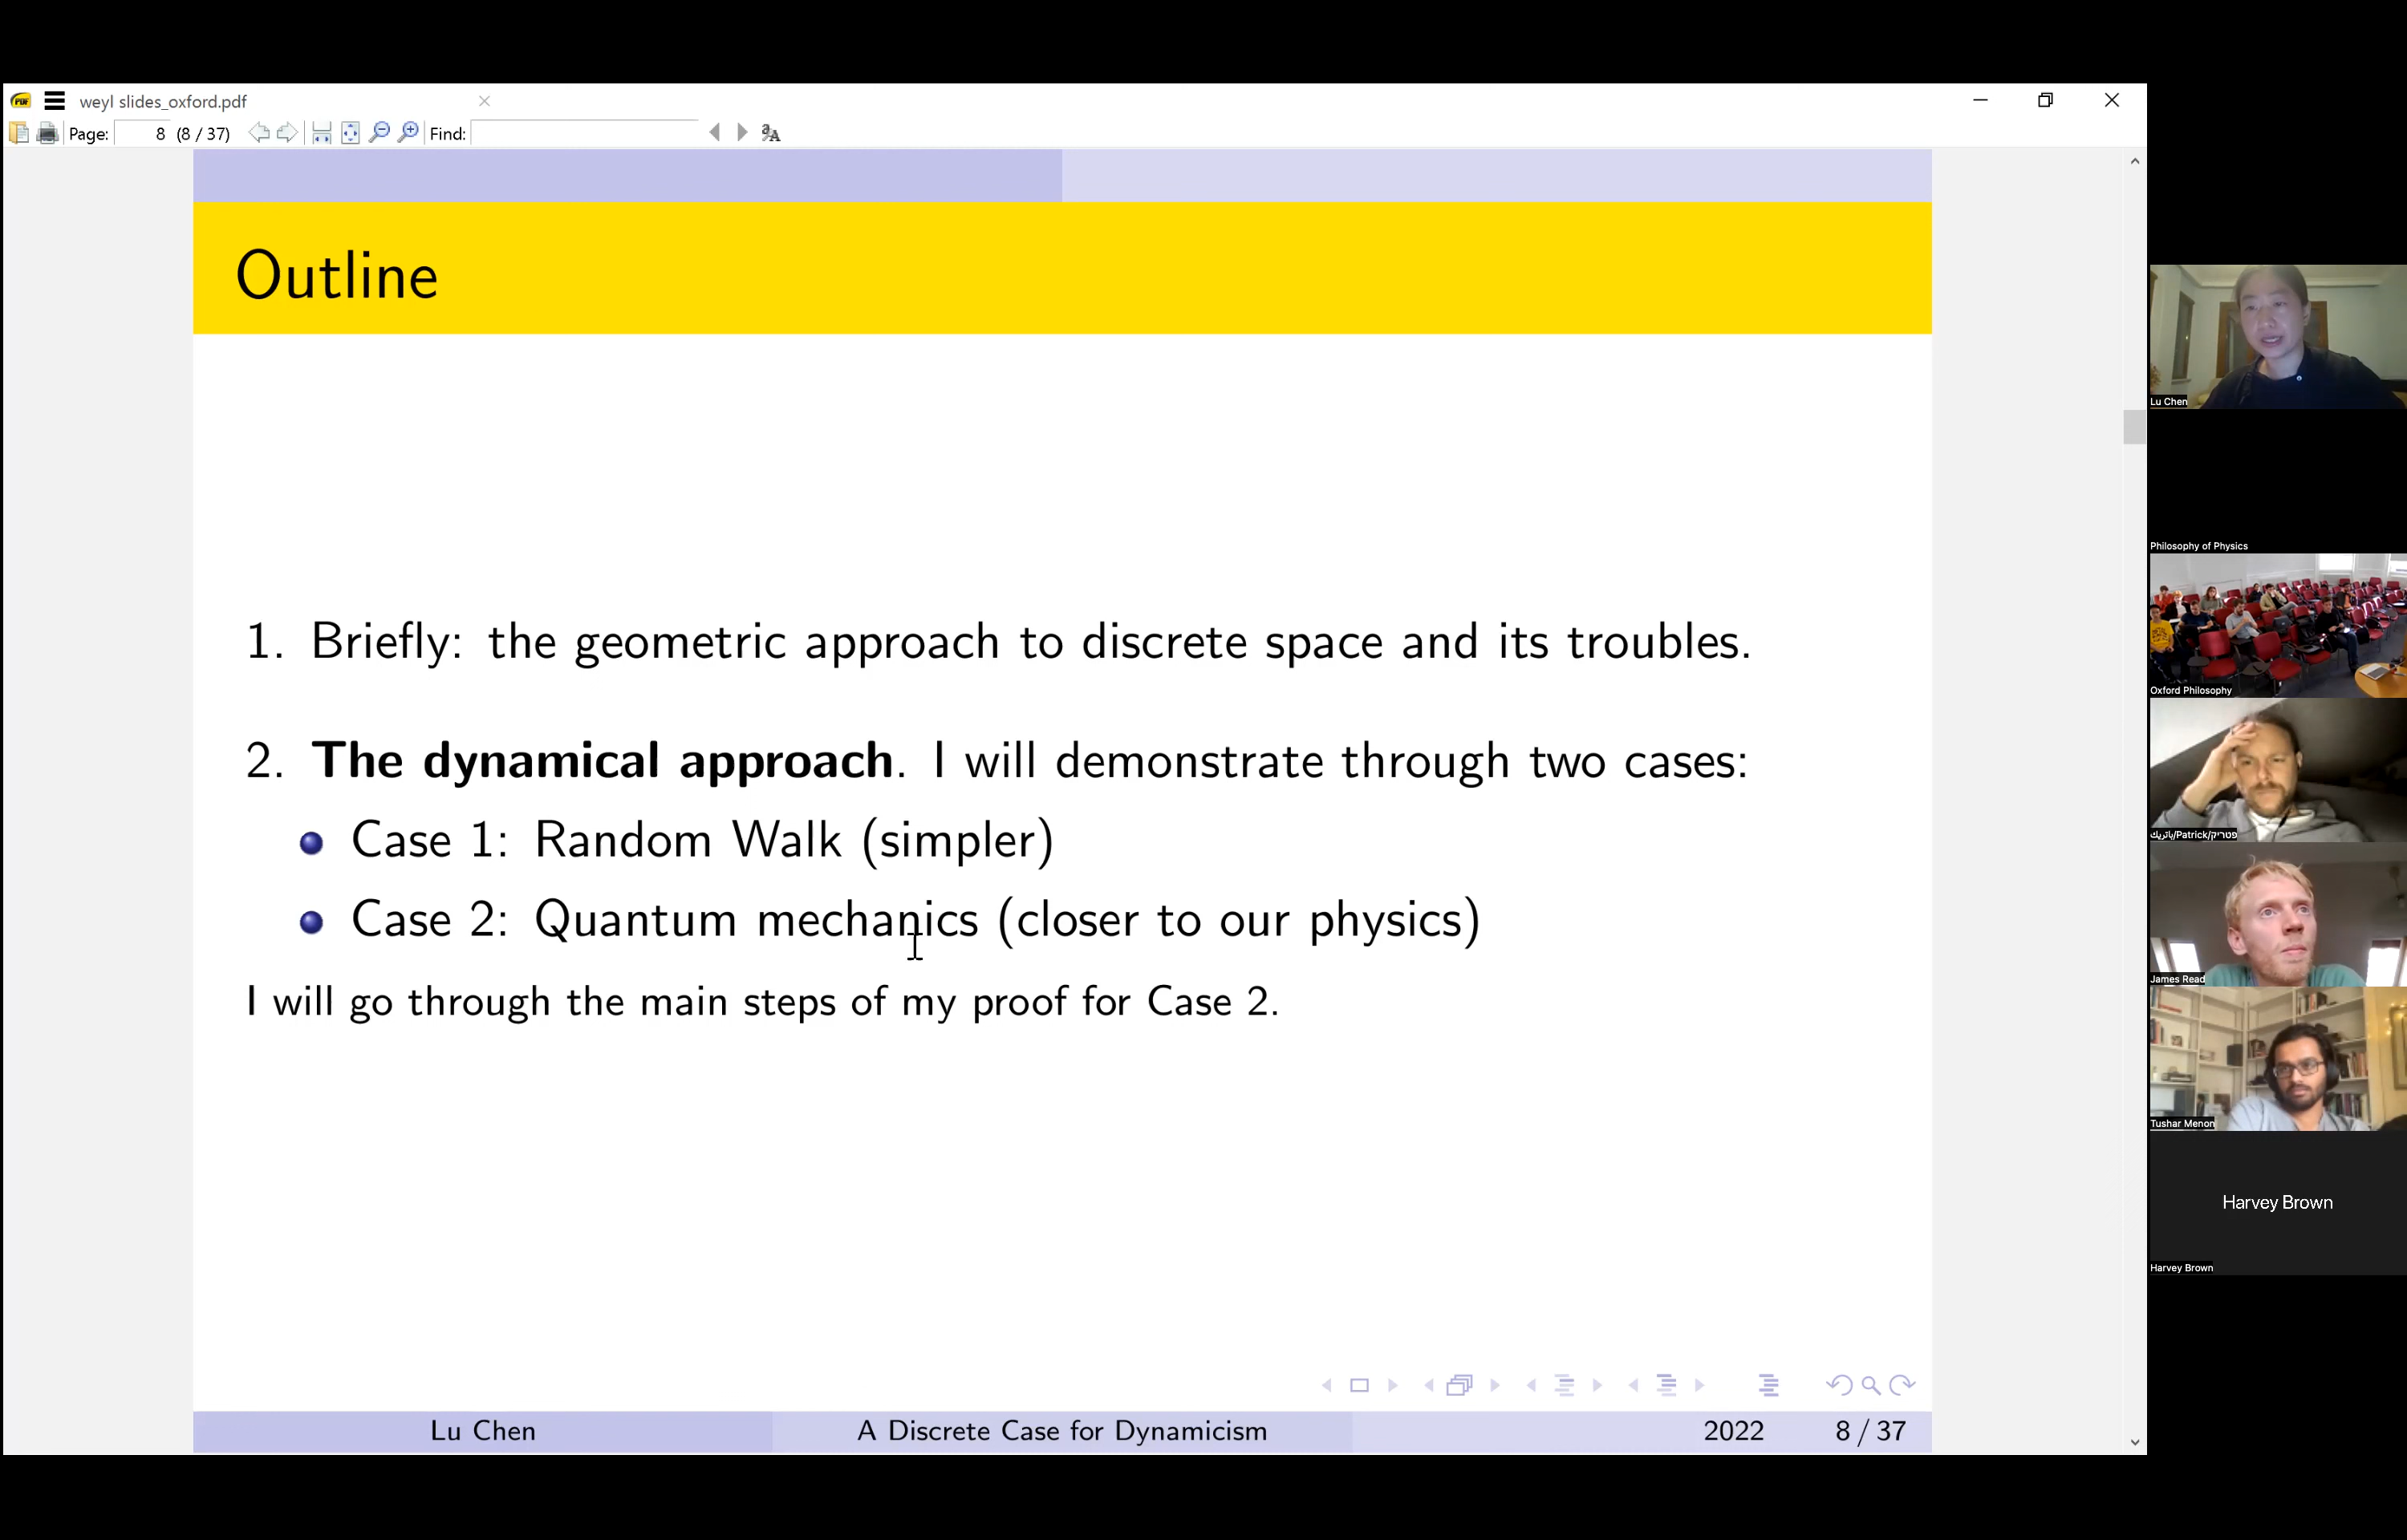 weyl slides_oxford.pdf
Page: 8 (8 / 37) Find:
Outline
1. Briefly: the geometric approach to discrete space and its troubles.
2. The dynamical approach. I will demonstrate through two cases:
Case 1: Random Walk (simpler)
Case 2: Quantum mechanics (closer to our physics)
I will go through the main steps of my proof for Case 2.
Lu Chen A Discrete Case for Dynamicism 2022 8 / 37
Lu Chen
Philosophy of Physics
Oxford Philosophy
پاتریك/Patrick/פטריק
James Read
Tushar Menon
Harvey Brown
Harvey Brown